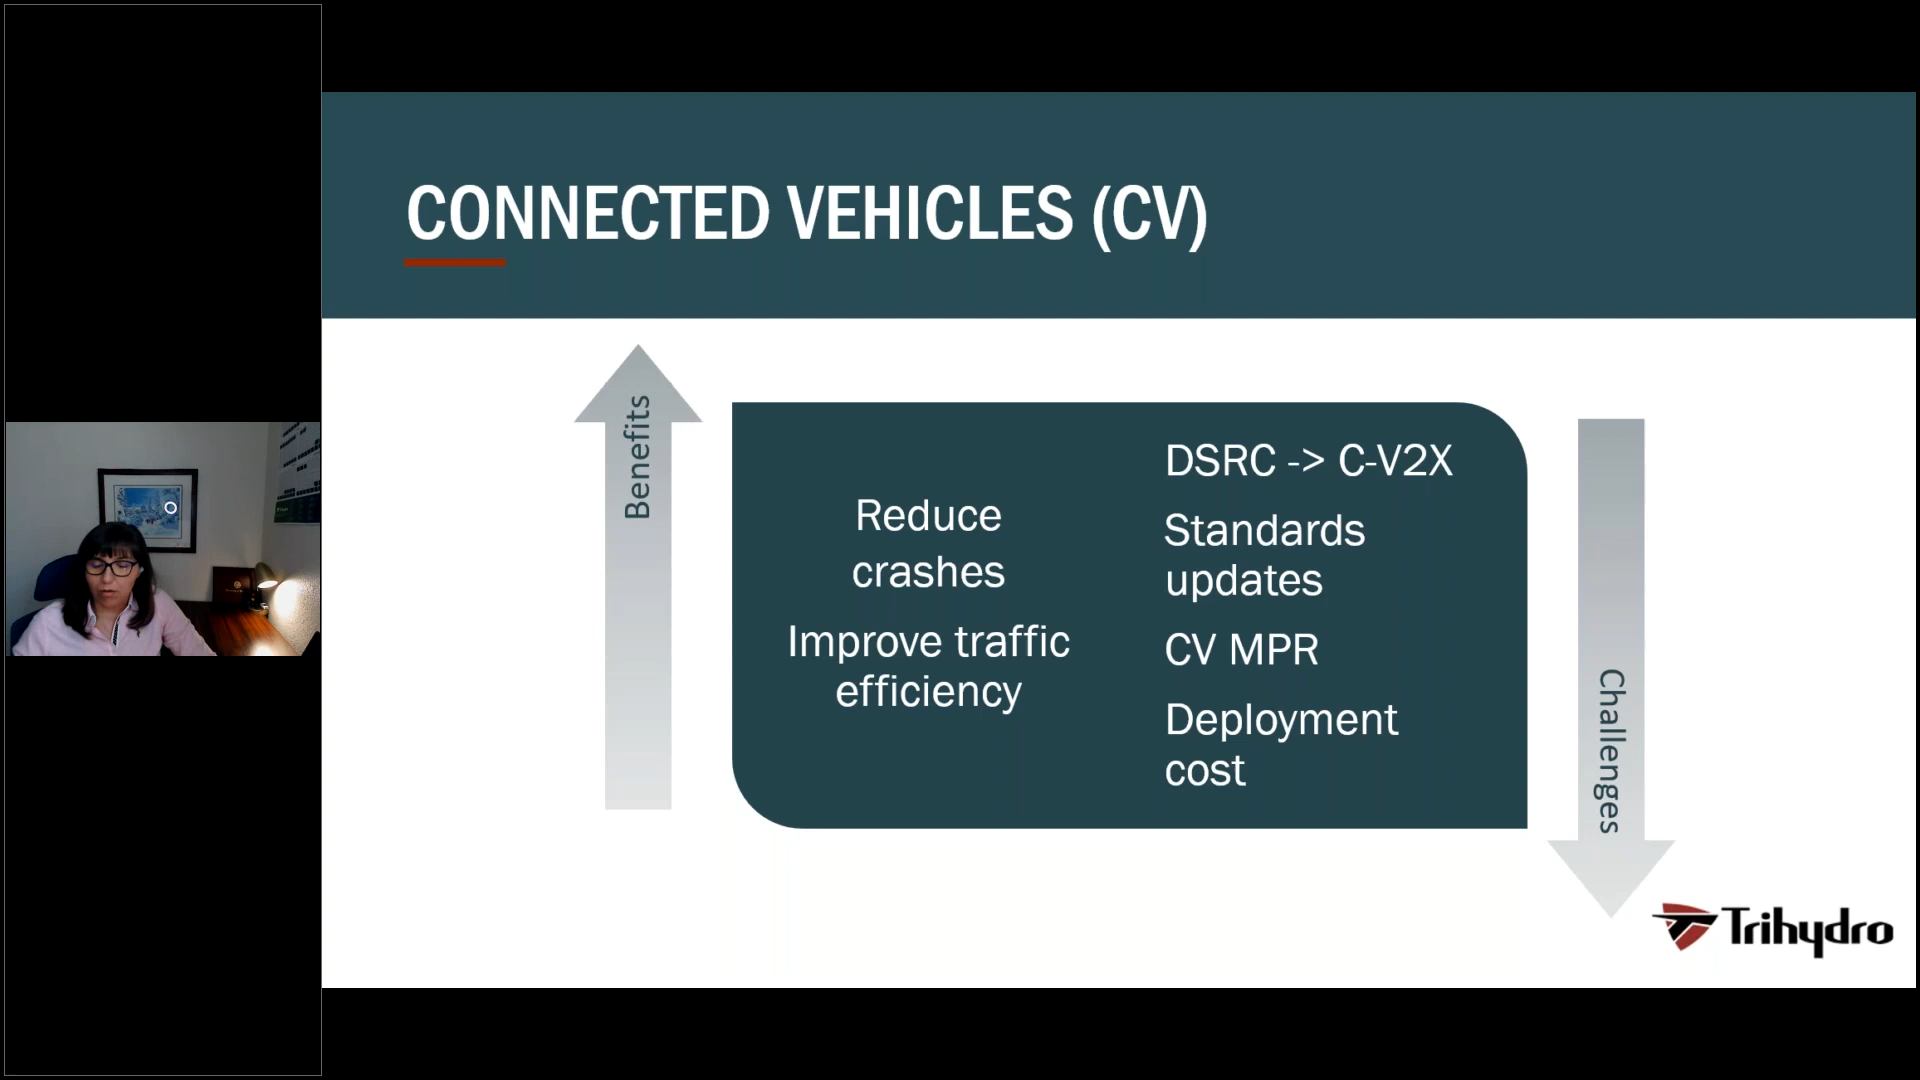 CONNECTED VEHICLES (CV)
Benefits
Reduce
crashes
Improve traffic
efficiency
DSRC -> C-V2X
Standards
updates
CV MPR
Deployment
cost
Challenges
Trihydro